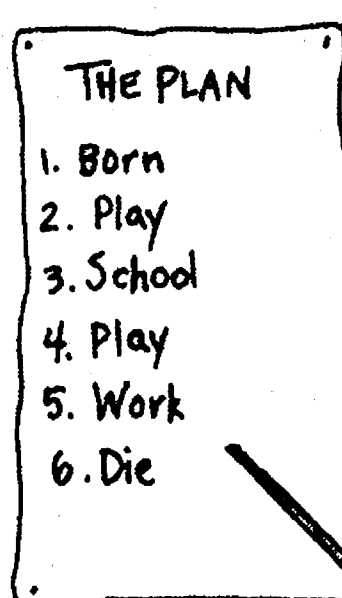 THE PLAN
1. Born
2. Play
3. School
4. Play
5. Work
6. Die